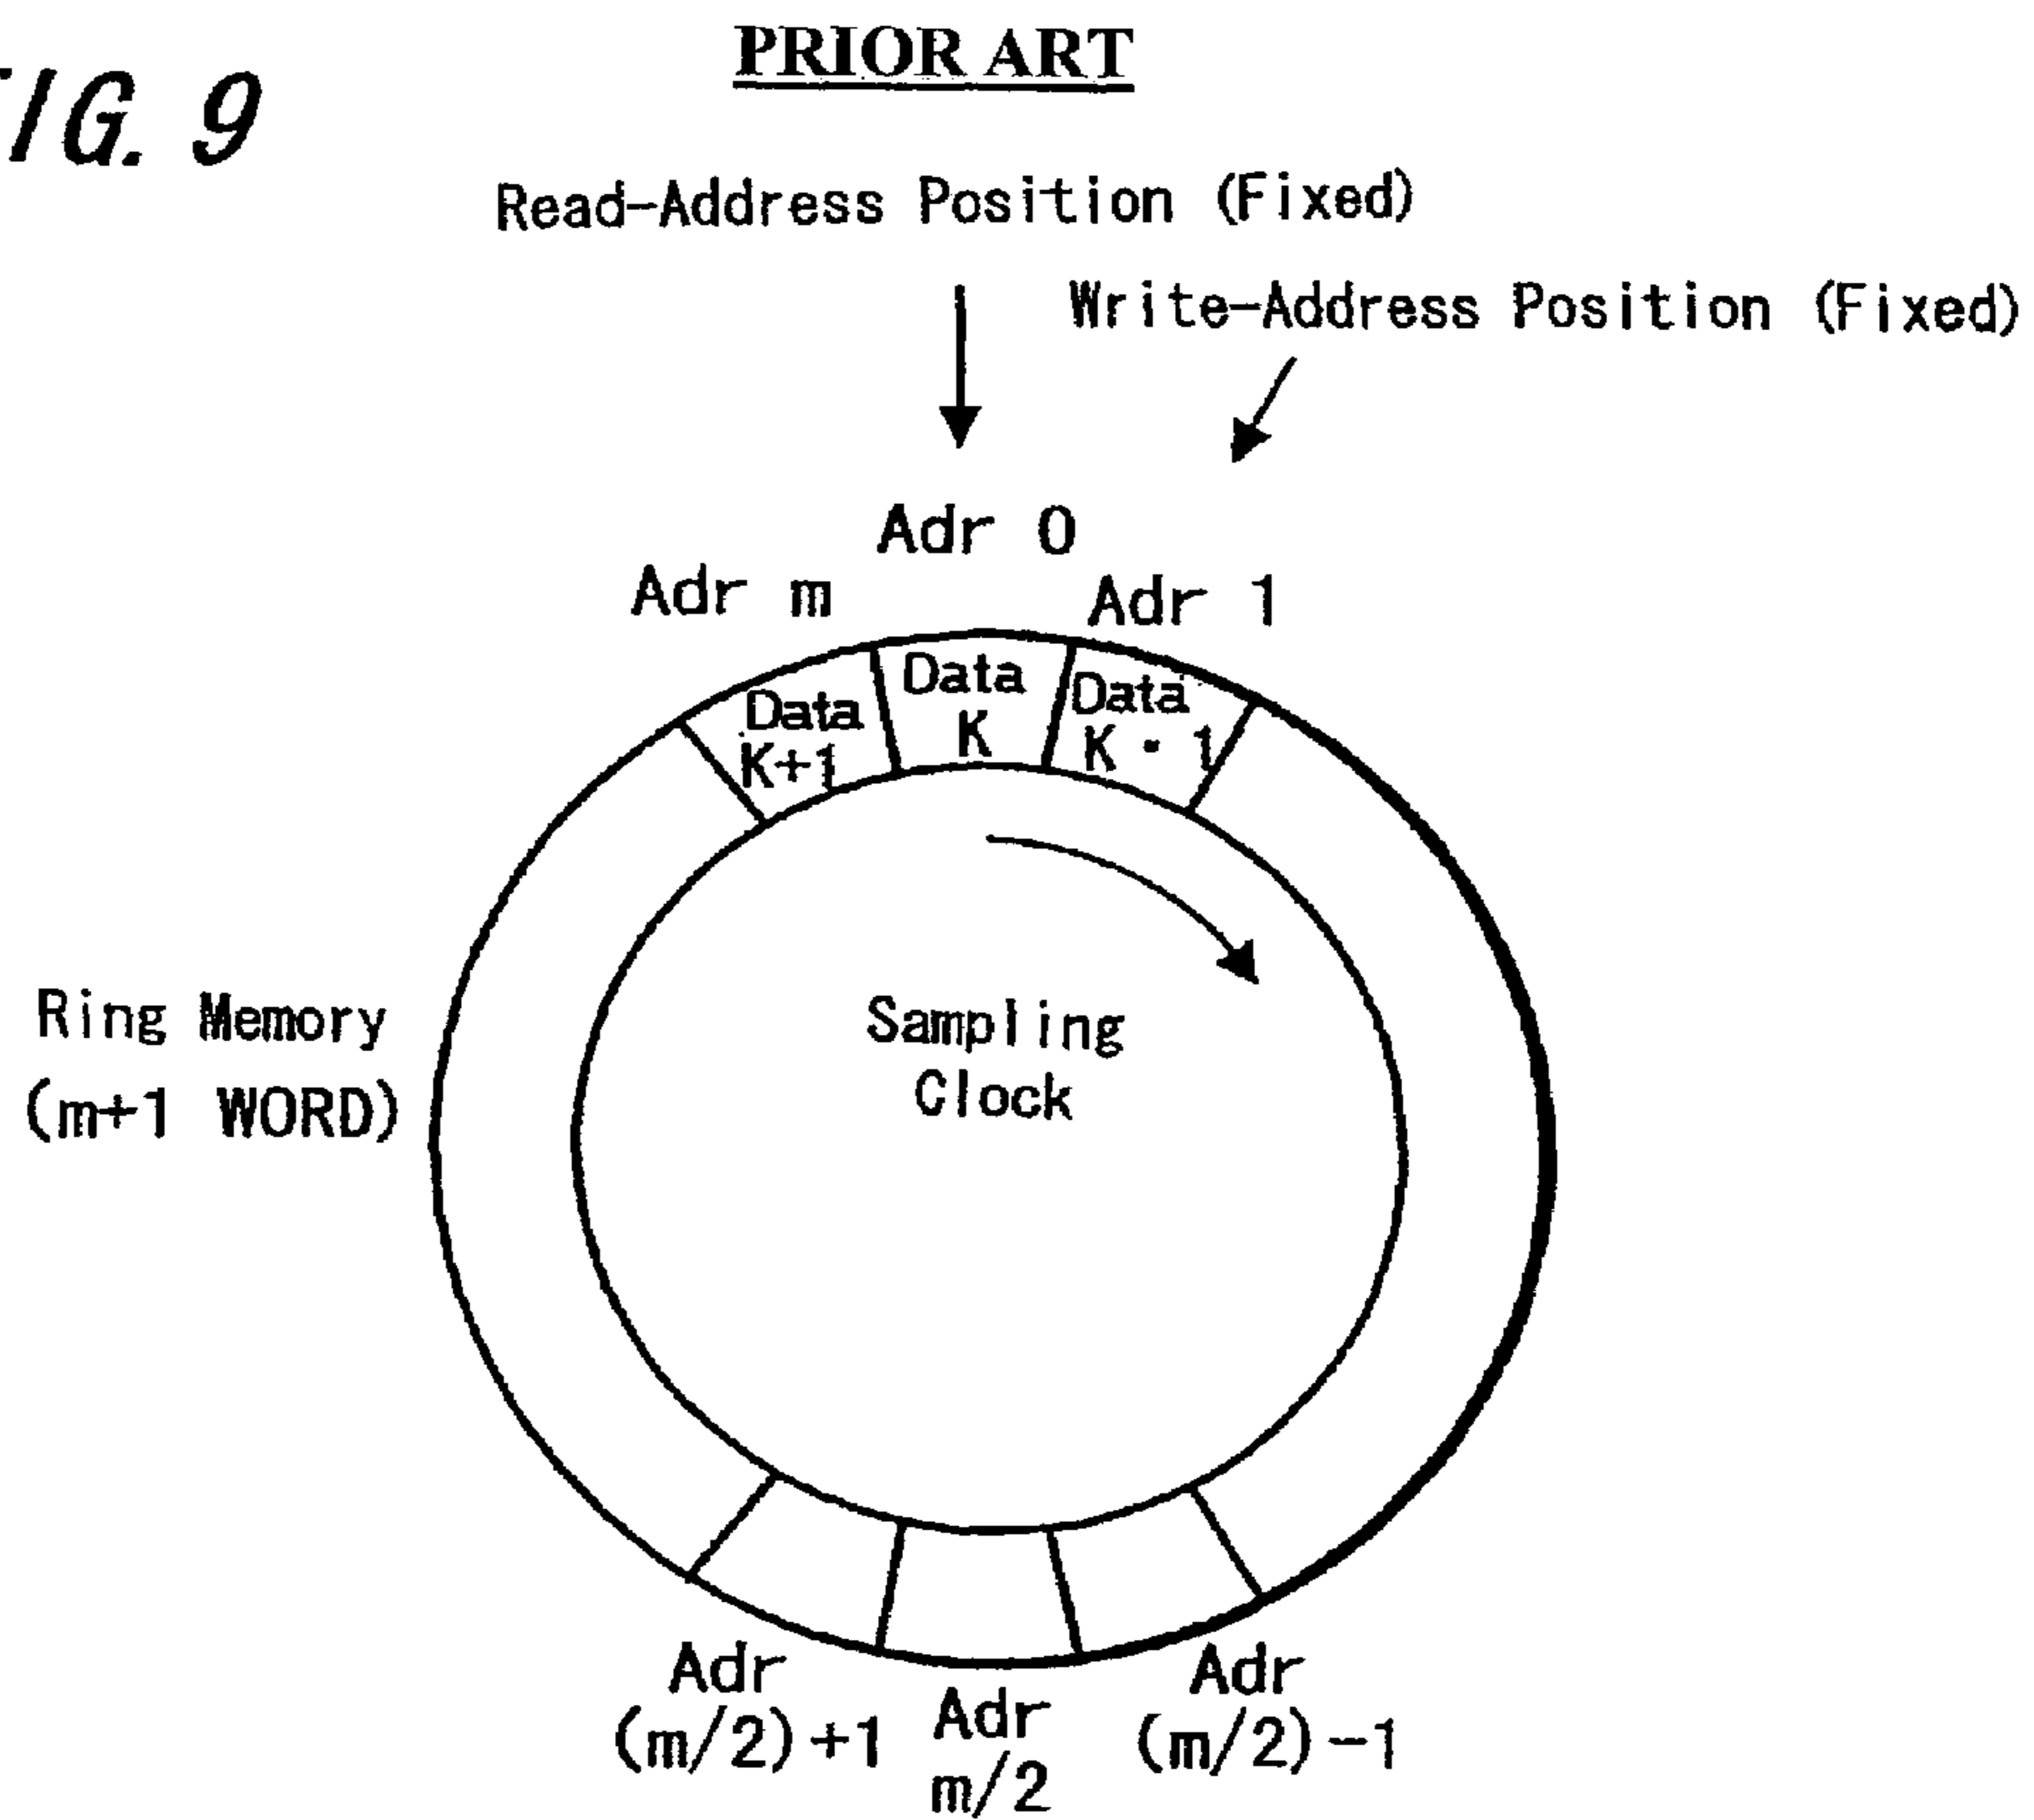 PRIOR ART
FIG. 9
Read-Address Position (Fixed)
Write-Address Position (Fixed)
Adr 0
Adr m
Adr 1
Data
K+1
Data
K
Data
K・1
Sampling
Clock
Ring Memory
(m+1 WORD)
Adr
(m/2)+1
Adr
m/2
Adr
(m/2)-1